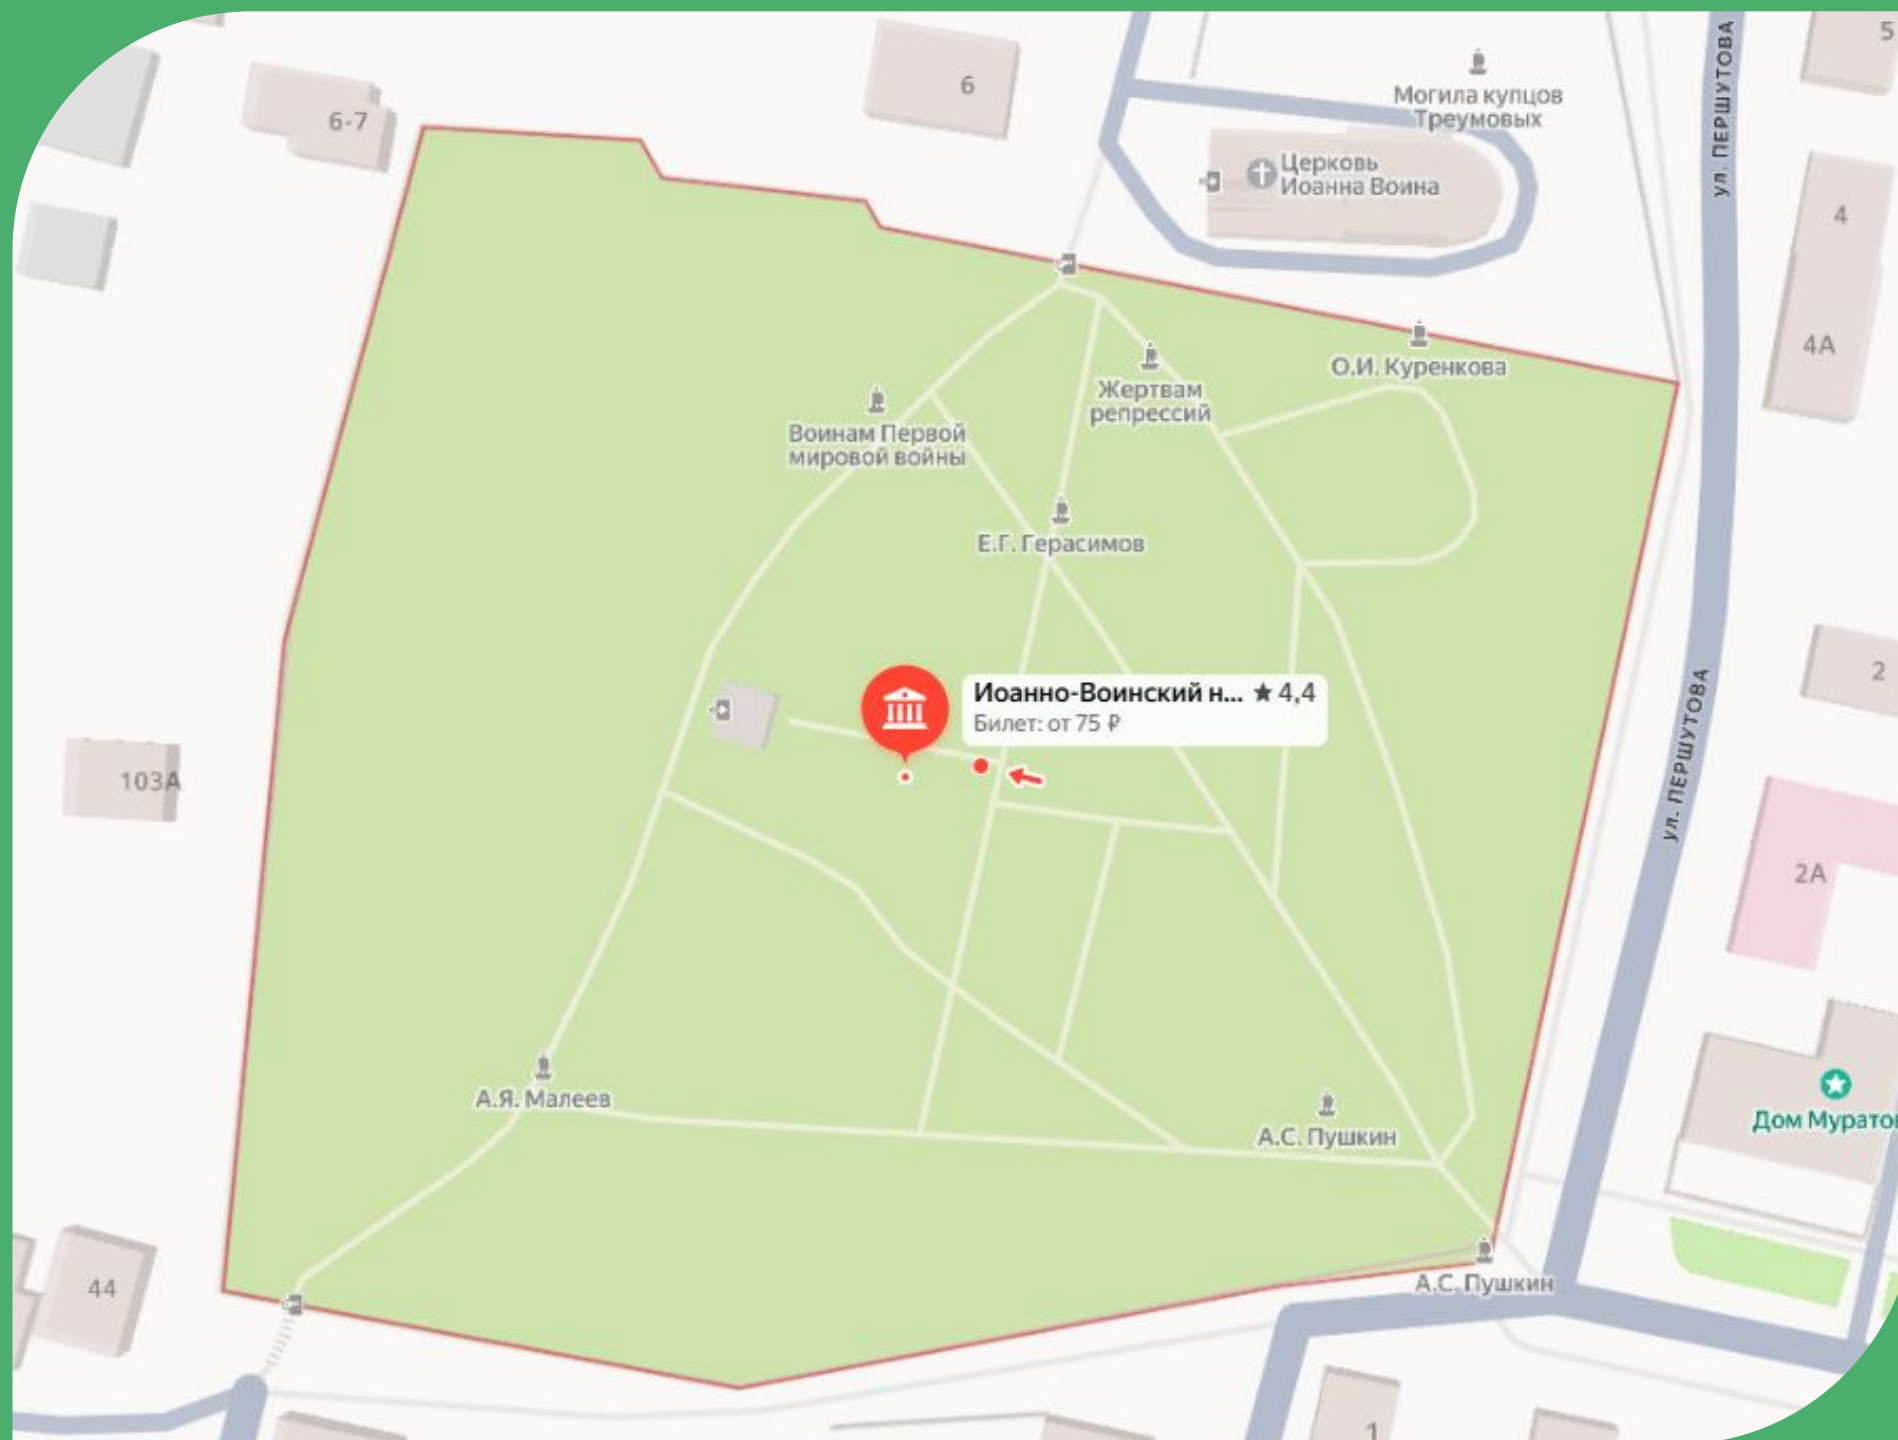 5
6
6-7
Могила купцов
Треумовых
ул. ПЕРШУТОВА
Церковь
Иоанна Воина
4
4А
О.И. Куренкова
Жертвам
репрессий
Воинам Первой
мировой войны
Е.Г. Герасимов
2
Иоанно-Воинский н... ★ 4,4
Билет: от 75 ₽
ул. ПЕРШУТОВА
103А
2А
А.Я. Малеев
А.С. Пушкин
Дом Муратов
44
А.С. Пушкин
1